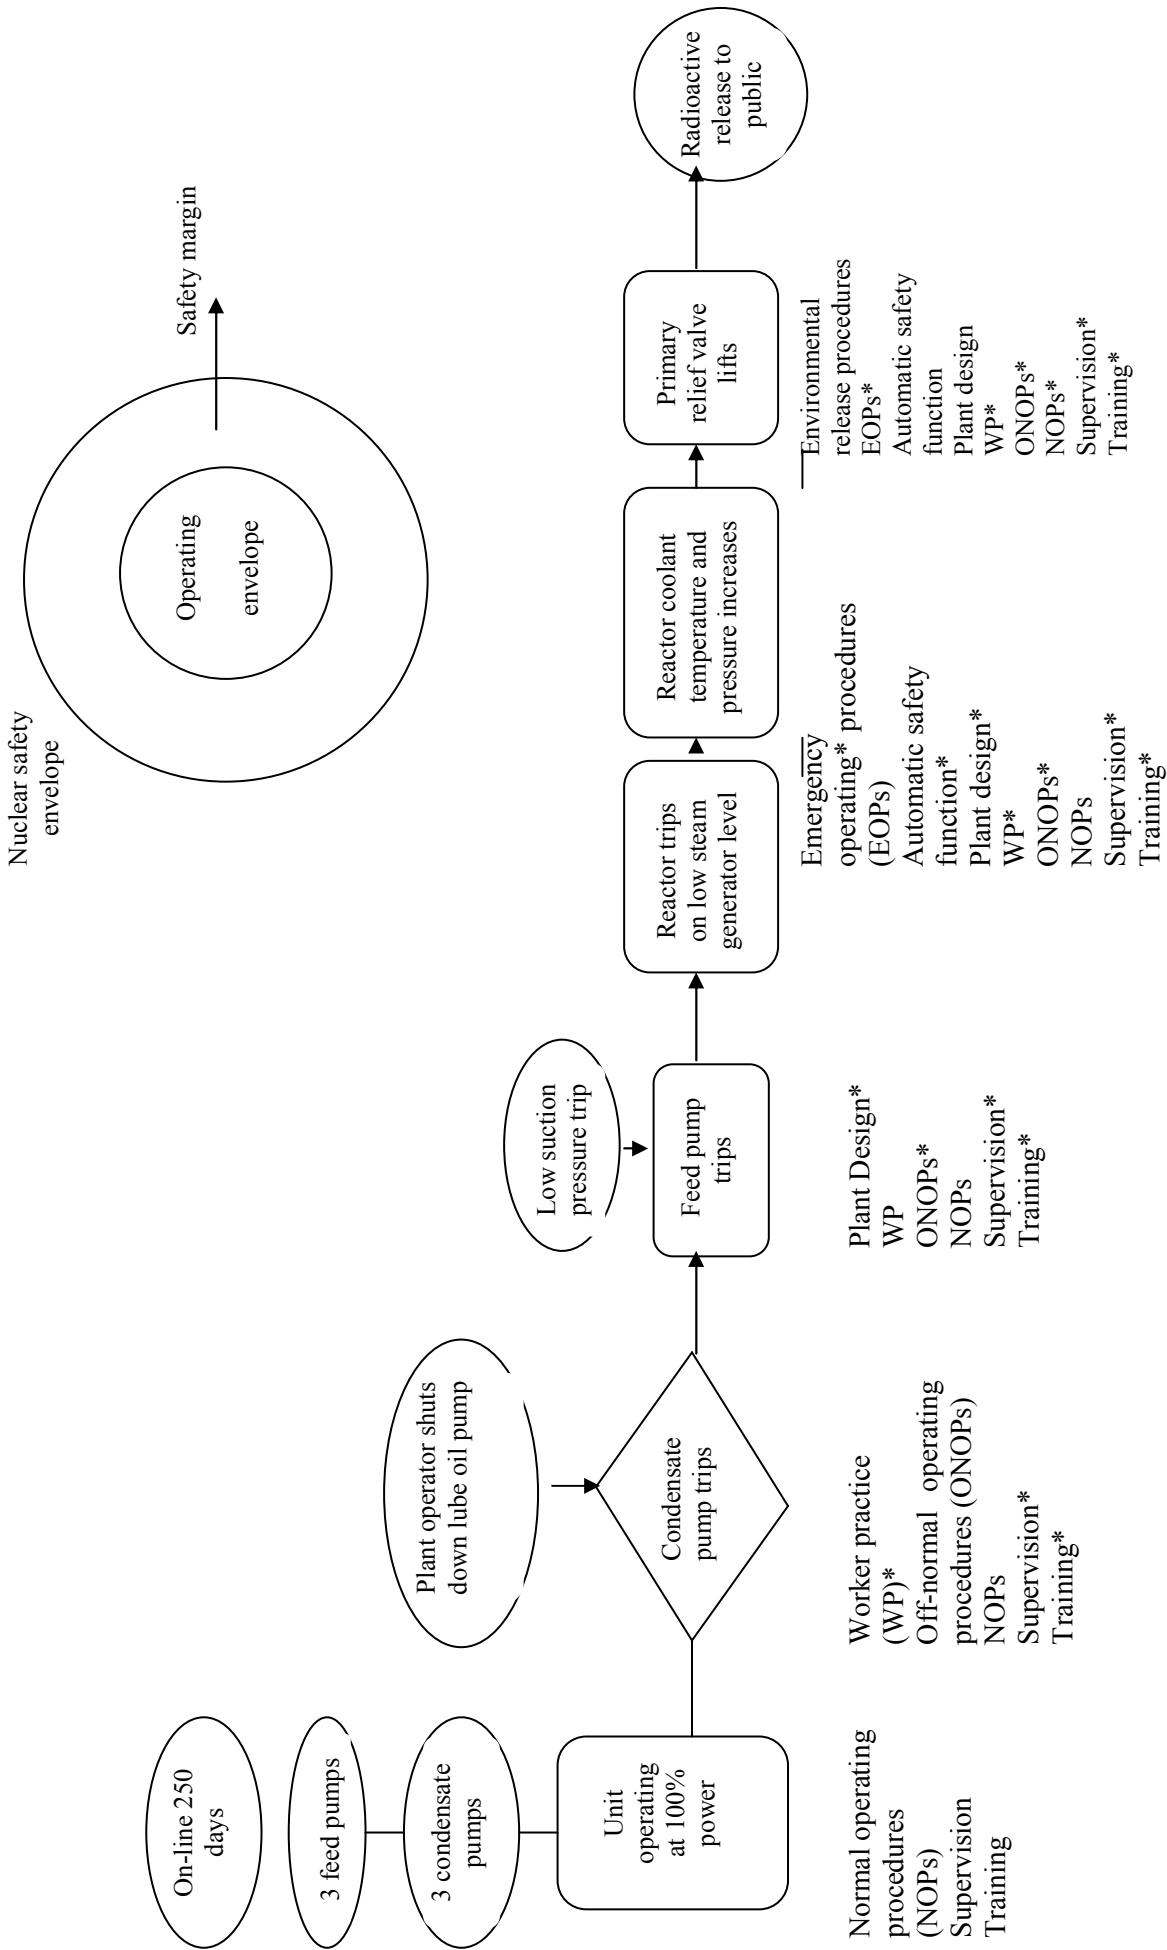 Nuclear safety
envelope
Operating
envelope
Safety margin
On-line 250
days
3 feed pumps
3 condensate
pumps
Unit
operating
at 100%
power
Plant operator shuts
down lube oil pump
Condensate
pump trips
Low suction
pressure trip
Feed pump
trips
Reactor trips
on low steam
generator level
Reactor coolant
temperature and
pressure increases
Primary
relief valve
lifts
Radioactive
release to
public
Normal operating
procedures
(NOPs)
Supervision
Training
Worker practice
(WP)*
Off-normal operating
procedures (ONOPs)
NOPs
Supervision*
Training*
Plant Design*
WP
ONOPs*
NOPs
Supervision*
Training*
Emergency
operating* procedures
(EOPs)
Automatic safety
function*
Plant design*
WP*
ONOPs*
NOPs
Supervision*
Training*
Environmental
release procedures
EOPs*
Automatic safety
function
Plant design
WP*
ONOPs*
NOPs*
Supervision*
Training*